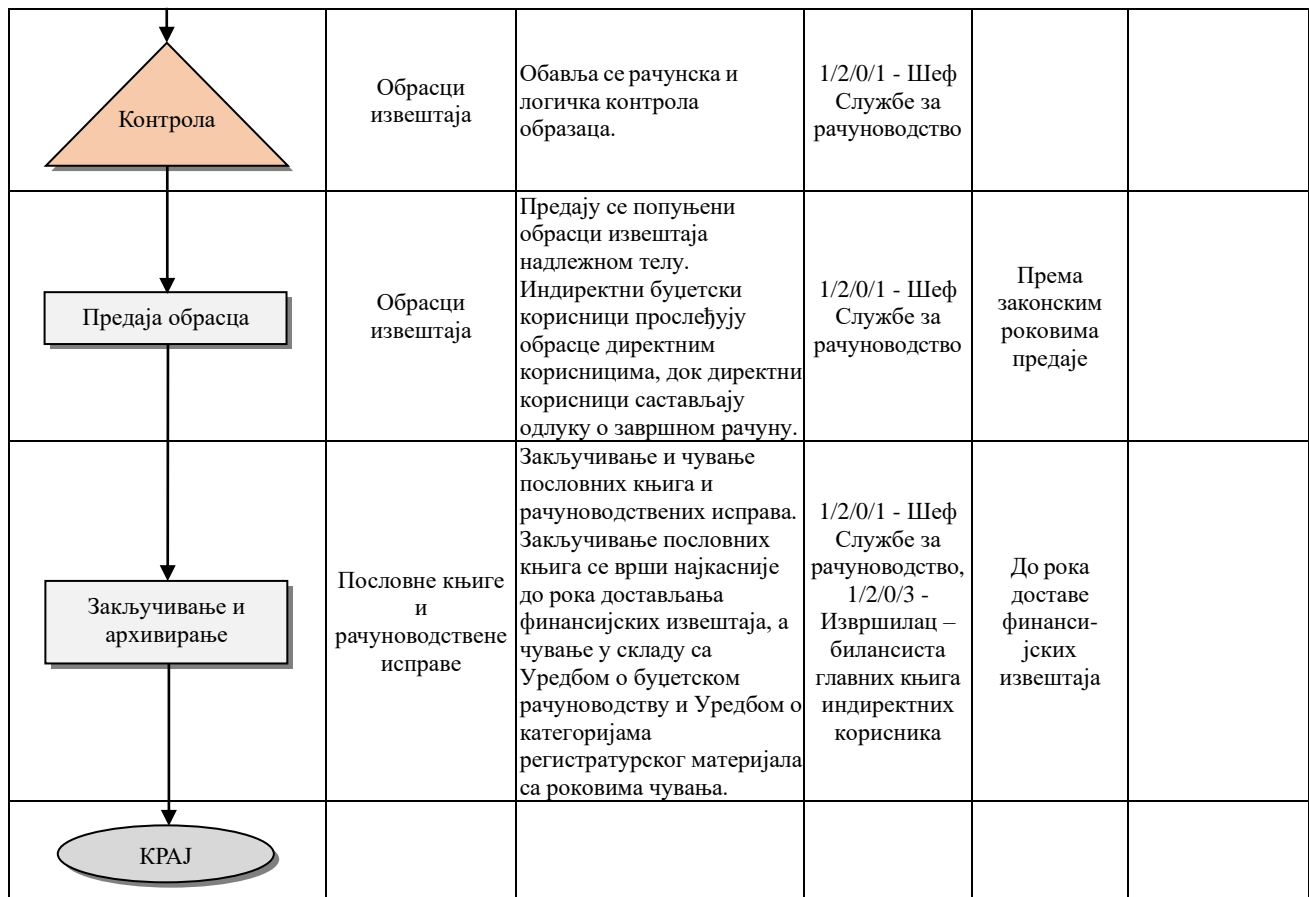 Контрола
Обрасци
извештаја
Обавља се рачунска и
логичка контрола
образаца.
1/2/0/1 - Шеф
Службе за
рачуноводство
Предаја обрасца
Обрасци
извештаја
Предају се попуњени
обрасци извештаја
надлежном телу.
Индиректни буџетски
корисници прослеђују
обрасце директним
корисницима, док директни
корисници састављају
одлуку о завршном рачуну.
1/2/0/1 - Шеф
Службе за
рачуноводство
Према
законским
роковима
предаје
Закључивање и
архивирање
Пословне књиге
и
рачуноводствене
исправе
Закључивање и чување
пословних књига и
рачуноводствених исправа.
Закључивање пословних
књига се врши најкасније
до рока достављања
финансијских извештаја, а
чување у складу са
Уредбом о буџетском
рачуноводству и Уредбом о
категоријама
регистратурског материјала
са роковима чувања.
1/2/0/1 - Шеф
Службе за
рачуноводство,
1/2/0/3 -
Извршилац –
билансиста
главних књига
индиректних
корисника
До рока
доставе
финанси-
јских
извештаја
КРАЈ